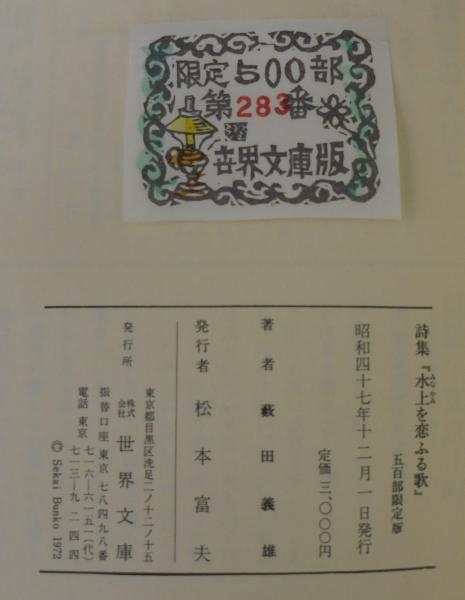 限定500部
第283番
世界文庫版
詩集『水上を恋ふる歌』
みなかみ
五百部限定版
昭和四十七年十二月一日発行
定価 三、〇〇〇円
著者 藪田義雄
発行者 松本富夫
東京都目黒区洗足二ノ十二ノ十五
発行所 株式会社 世界文庫
振替口座 東京 七八四九八番
電話 東京 七一六―六一五一(代)
七一三―九二一四四
© Sekai Bunko 1972